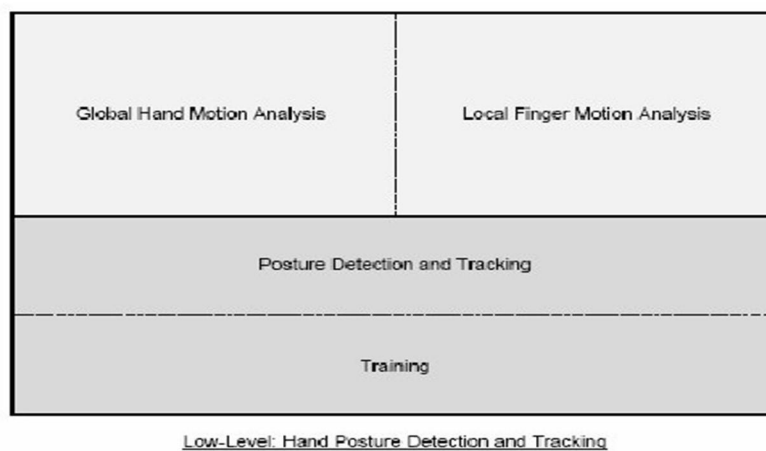 Global Hand Motion Analysis
Local Finger Motion Analysis
Posture Detection and Tracking
Training
Low-Level: Hand Posture Detection and Tracking